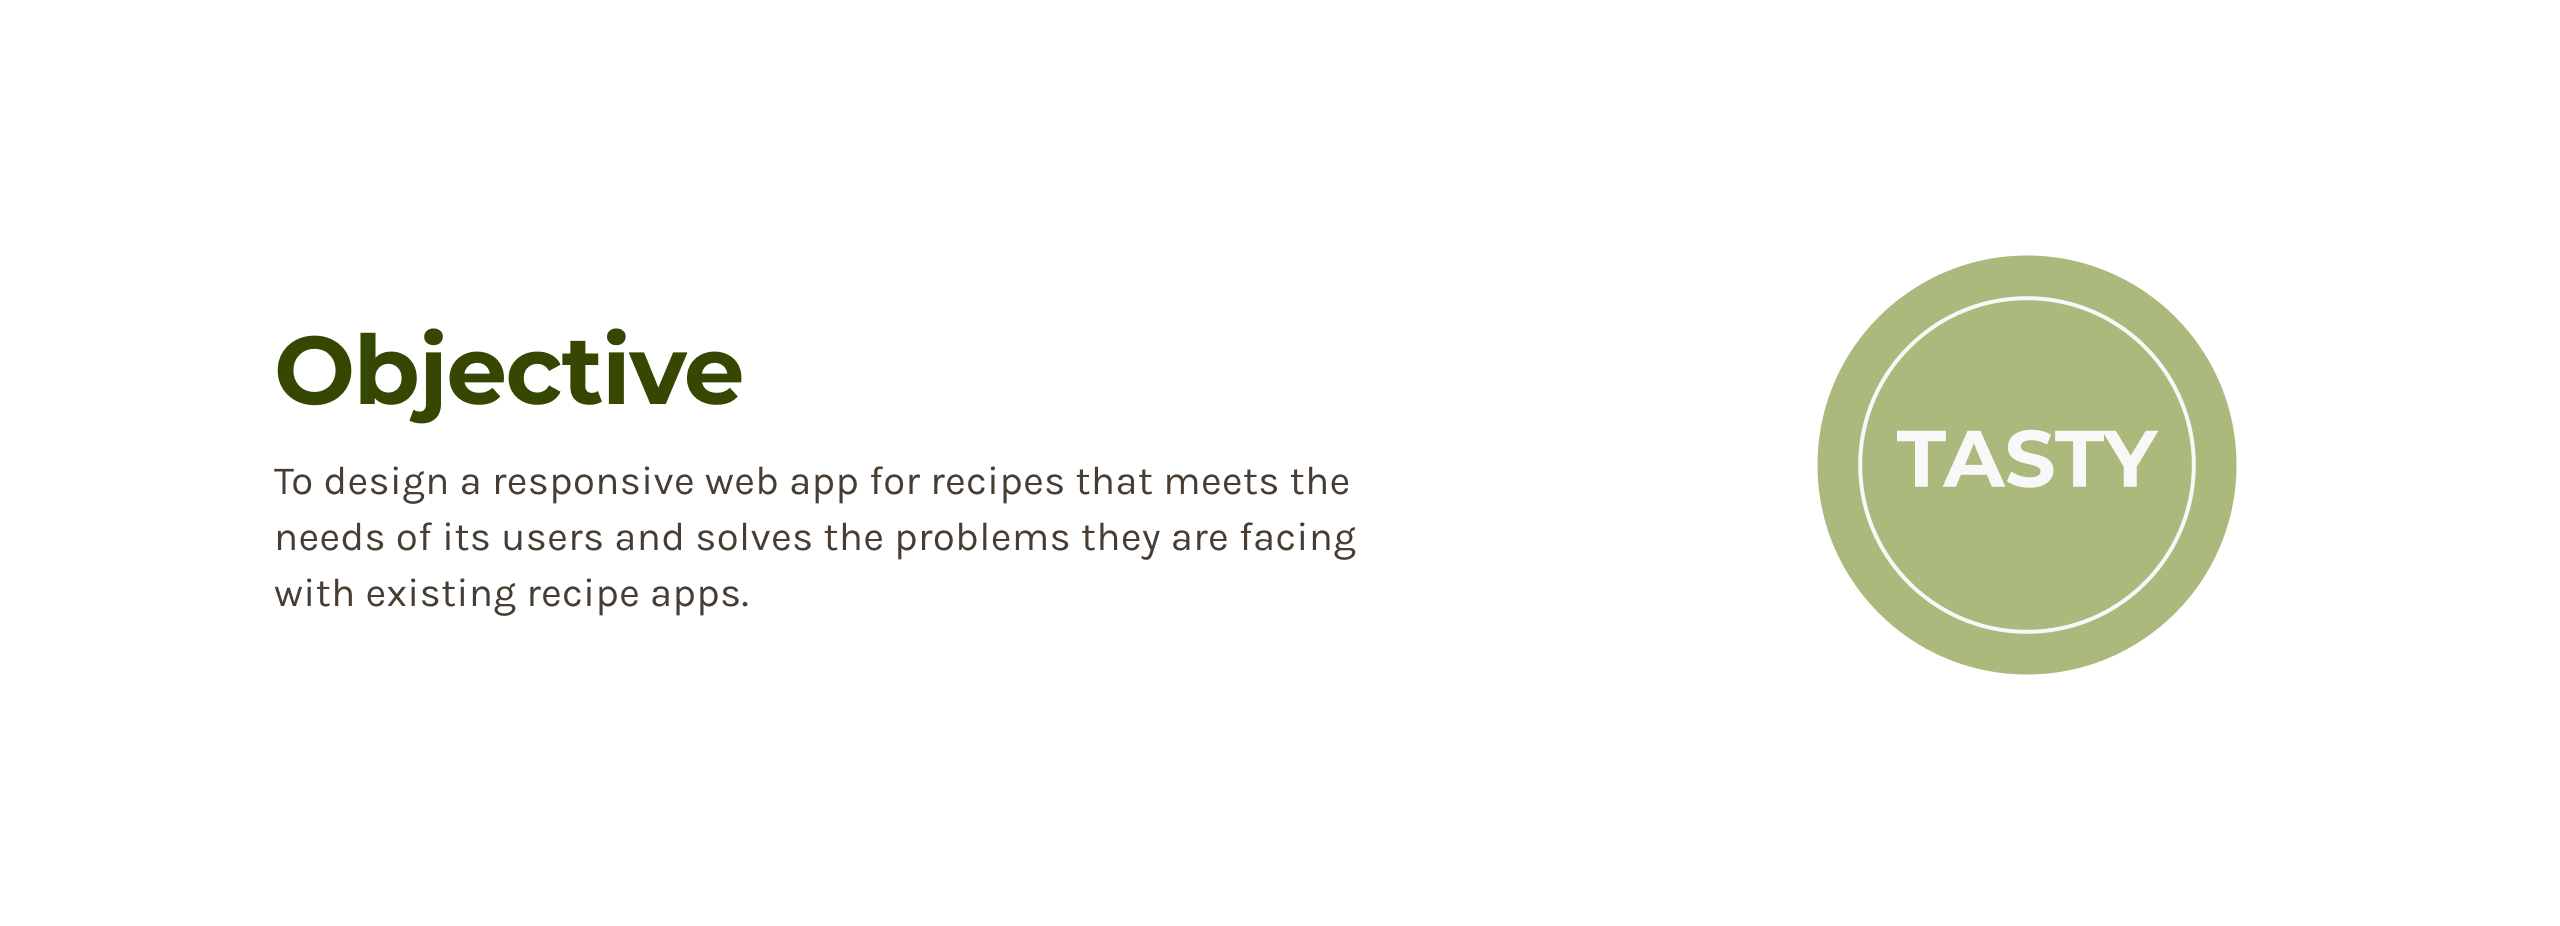 Objective
To design a responsive web app for recipes that meets the
needs of its users and solves the problems they are facing
with existing recipe apps.
TASTY